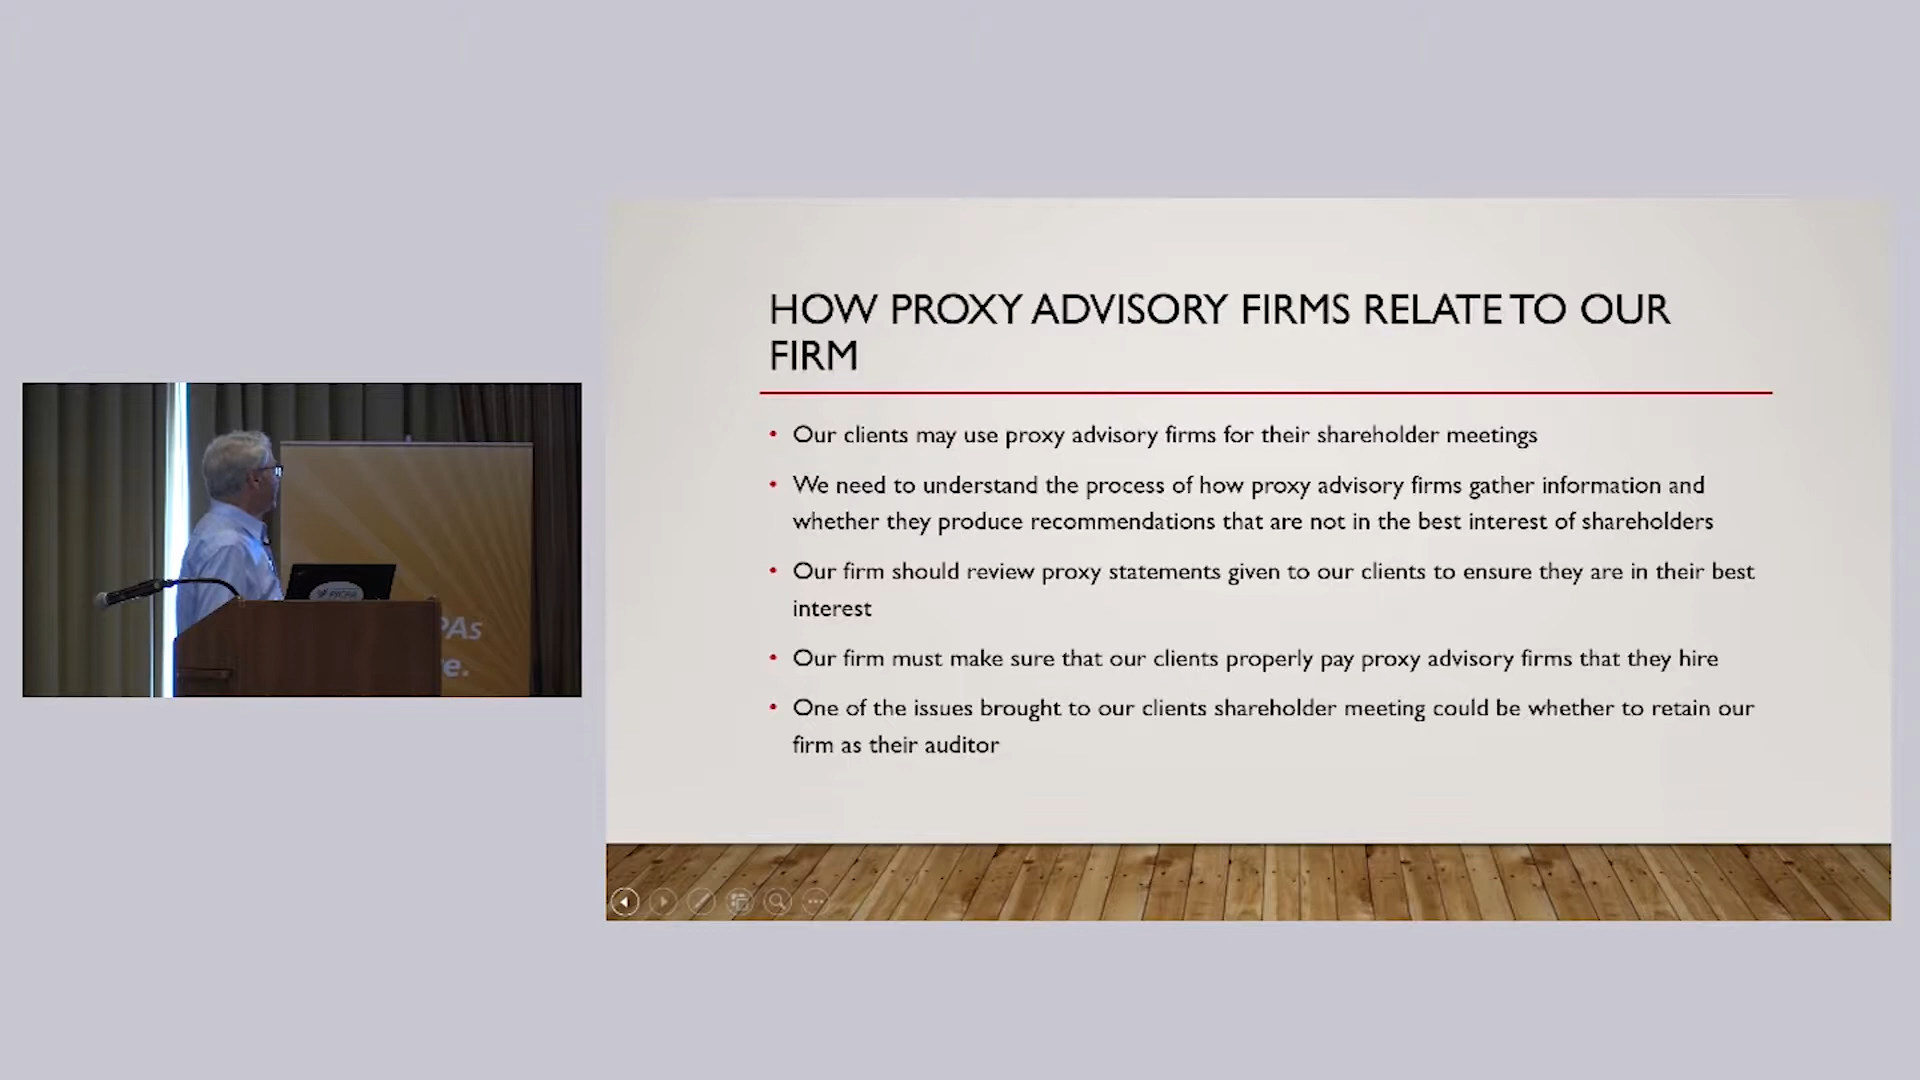 HOW PROXY ADVISORY FIRMS RELATE TO OUR
FIRM
• Our clients may use proxy advisory firms for their shareholder meetings
• We need to understand the process of how proxy advisory firms gather information and
whether they produce recommendations that are not in the best interest of shareholders
• Our firm should review proxy statements given to our clients to ensure they are in their best
interest
• Our firm must make sure that our clients properly pay proxy advisory firms that they hire
• One of the issues brought to our clients shareholder meeting could be whether to retain our
firm as their auditor
PAs
e.